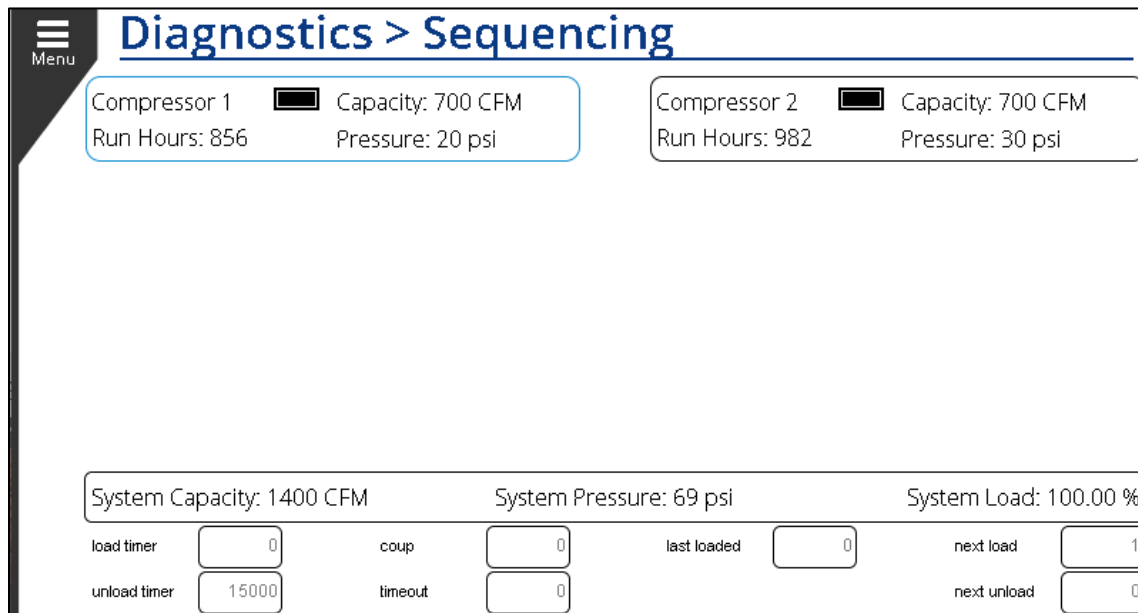 Menu
Diagnostics > Sequencing
Compressor 1 Capacity: 700 CFM
Run Hours: 856 Pressure: 20 psi
Compressor 2 Capacity: 700 CFM
Run Hours: 982 Pressure: 30 psi
System Capacity: 1400 CFM System Pressure: 69 psi System Load: 100.00 %
load timer 0 coup 0 last loaded 0 next load 1
unload timer 15000 timeout 0 next unload 0